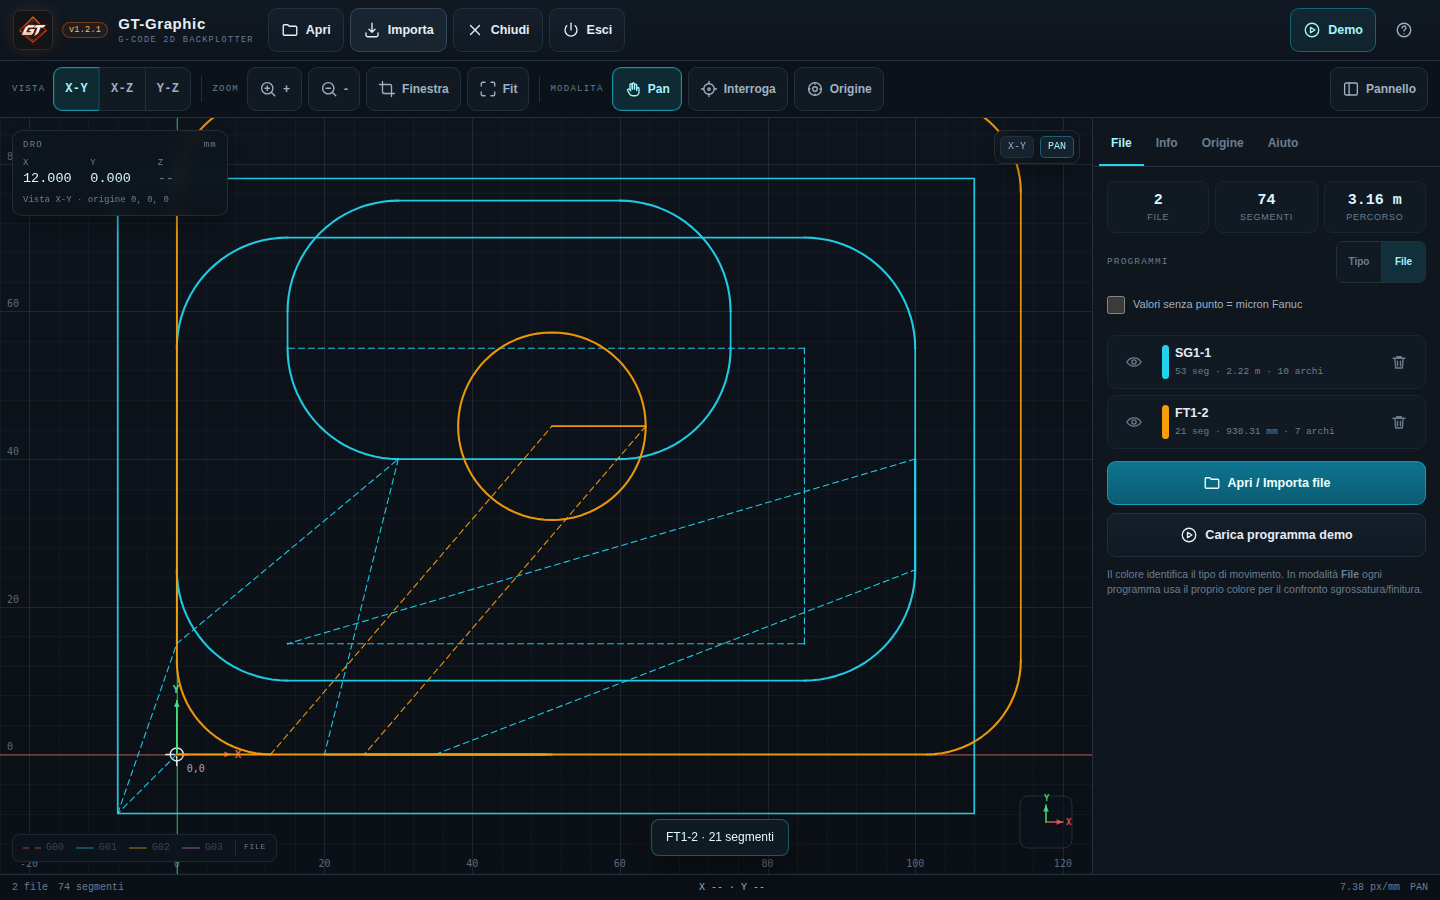 GT v1.2.1 GT-Graphic Apri Importa Chiudi Esci Demo
G-CODE 2D BACKPLOTTER
VISTA X-Y X-Z Y-Z ZOOM + - Finestra Fit MODALITÀ Pan Interroga Origine Pannello
DRO mm
X Y Z
12.000 0.000 --
Vista X-Y · origine 0, 0, 0
X-Y PAN
8
60
40
20
0
Y
X
0,0
Y
X
G00 G01 G02 G03 FILE
FT1-2 · 21 segmenti
-20 0 20 40 60 80 100 120
File Info Origine Aiuto
2 74 3.16 m
FILE SEGMENTI PERCORSO
PROGRAMMI Tipo File
Valori senza punto = micron Fanuc
SG1-1
53 seg · 2.22 m · 10 archi
FT1-2
21 seg · 938.31 mm · 7 archi
Apri / Importa file
Carica programma demo
Il colore identifica il tipo di movimento. In modalità File ogni
programma usa il proprio colore per il confronto sgrossatura/finitura.
2 file 74 segmenti X -- · Y -- 7.38 px/mm PAN